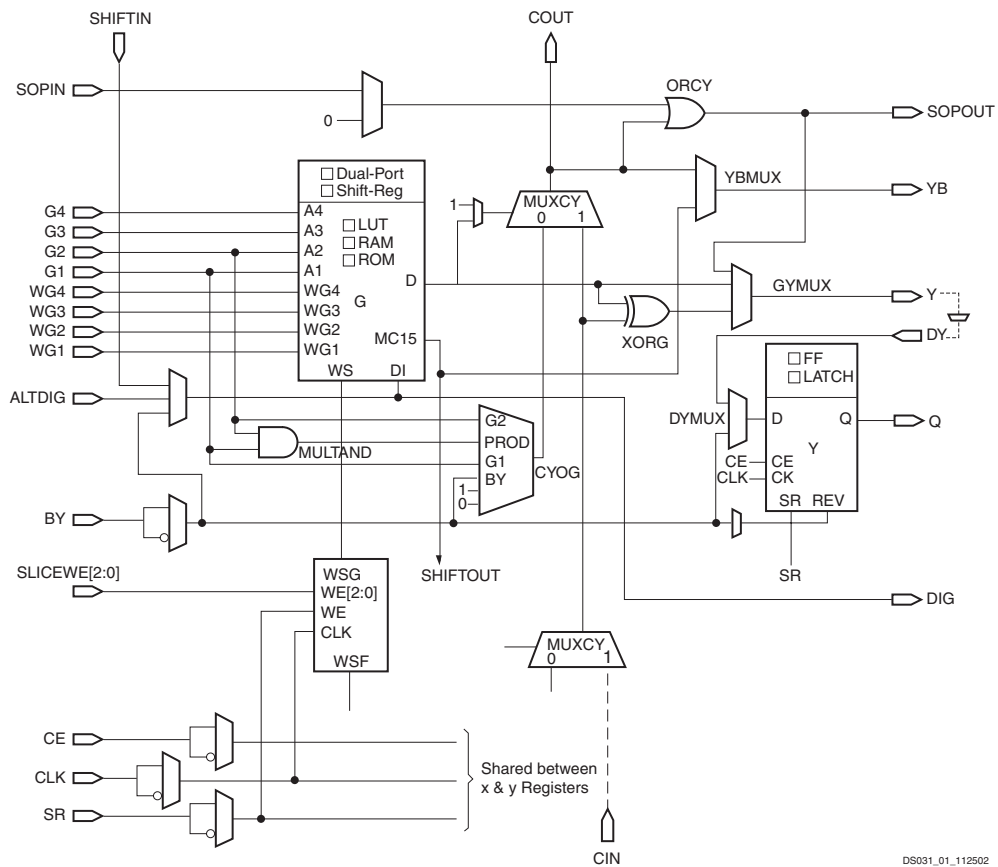 SHIFTIN
COUT
SOPIN
0
ORCY
SOPOUT
Dual-Port
Shift-Reg
YBMUX
YB
MUXCY
0 1
1
G4
G3
G2
G1
WG4
WG3
WG2
WG1
A4
A3
A2
A1
WG4
WG3
WG2
WG1
LUT
RAM
ROM
G
D
MC15
WS DI
GYMUX
Y
XORG
DY
FF
LATCH
ALTDIG
DYMUX
D
Q
Q
Y
CE
CLK
CE
CK
SR REV
SR
MULTAND
G2
PROD
G1
BY
1
0
CYOG
BY
SHIFTOUT
SLICEWE[2:0]
WSG
WE[2:0]
WE
CLK
WSF
DIG
MUXCY
0 1
CE
CLK
SR
Shared between
x & y Registers
CIN
DS031_01_112502